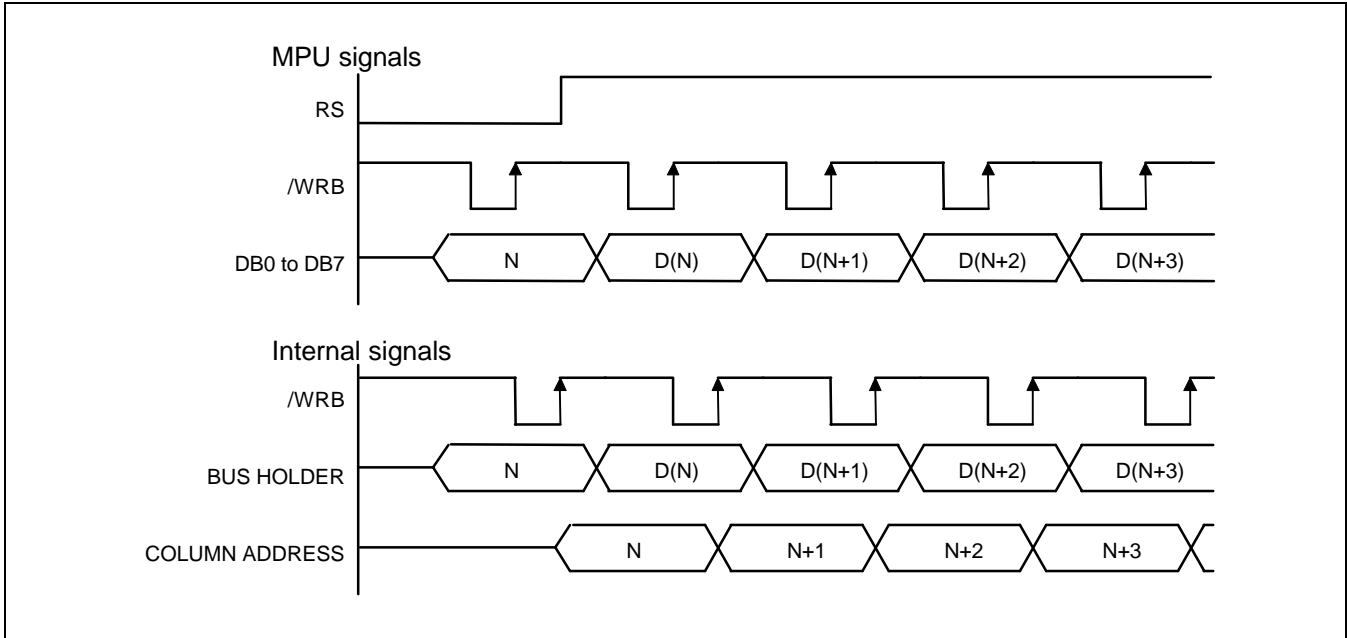 MPU signals
RS
/WRB
DB0 to DB7 N D(N) D(N+1) D(N+2) D(N+3)
Internal signals
/WRB
BUS HOLDER N D(N) D(N+1) D(N+2) D(N+3)
COLUMN ADDRESS N N+1 N+2 N+3